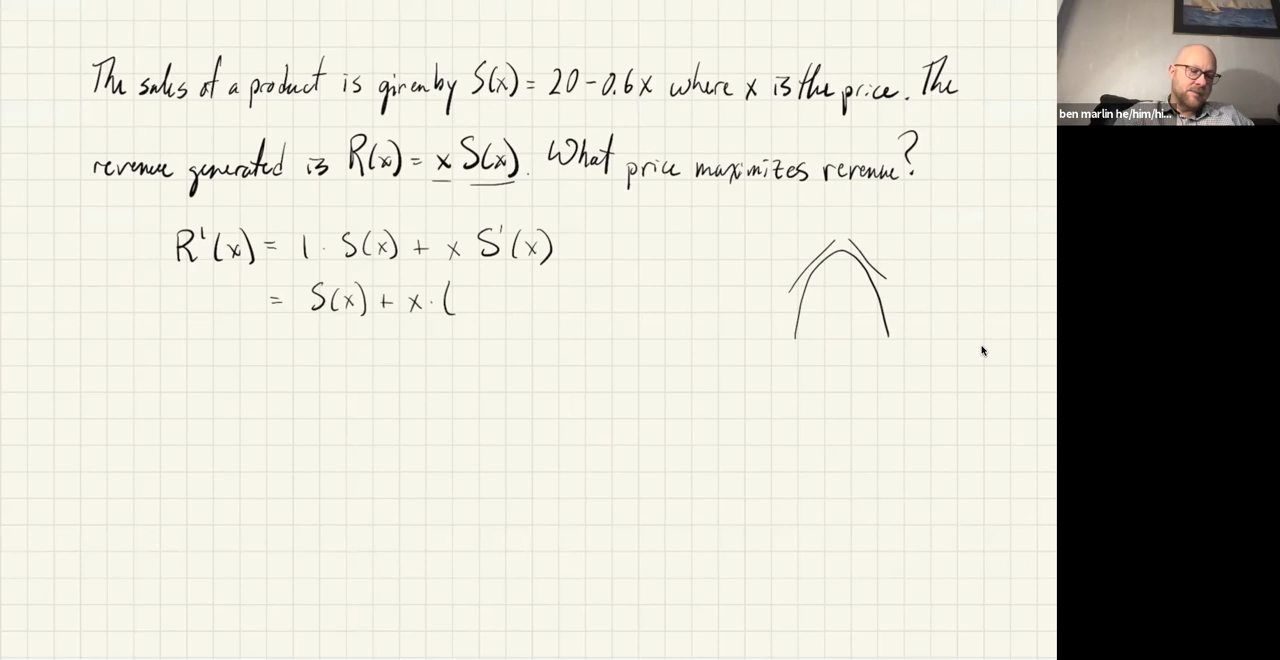 The sales of a product is given by S(x) = 20 - 0.6x where x is the price. The
revenue generated is R(x) = x S(x). What price maximizes revenue?
R'(x) = 1 · S(x) + x S'(x)
= S(x) + x · (
ben marlin he/him/hi...